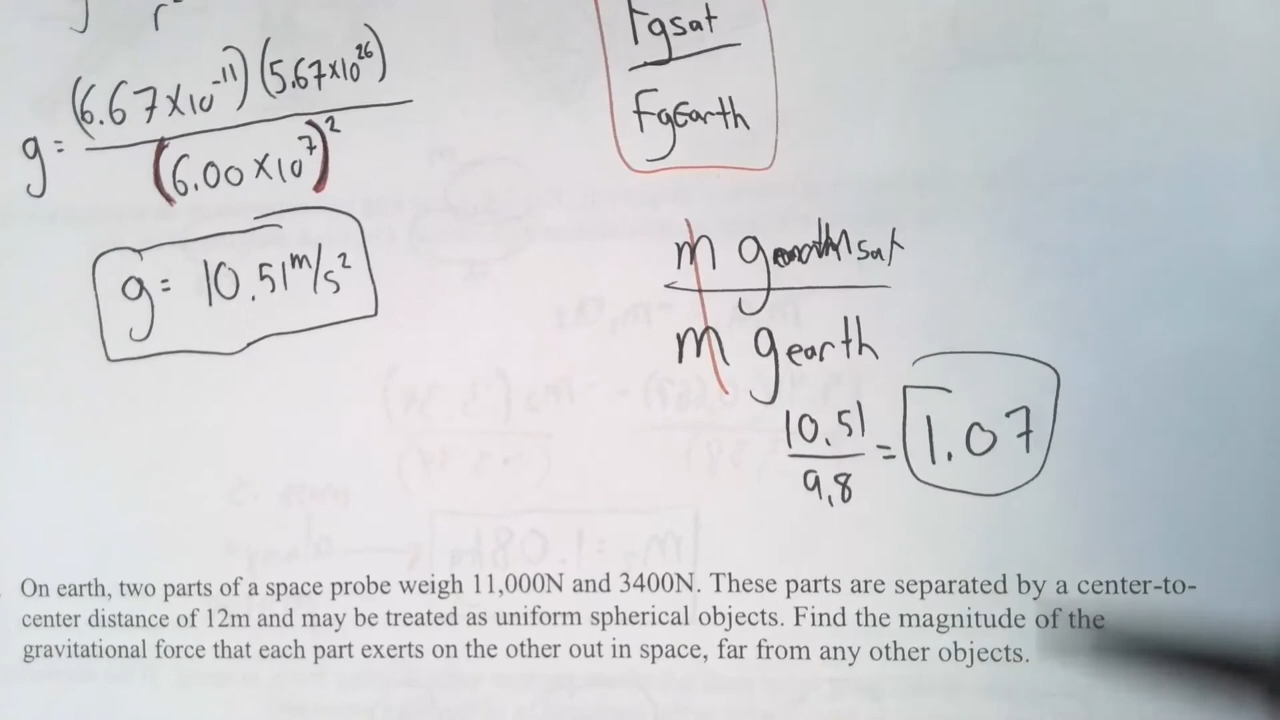 r
g = (6.67 × 10^-11) (5.67×10^26)
(6.00 × 10^7)^2
g = 10.51 m/s^2
Fgsat
FgEarth
m g sat
m g earth
10.51
9.8
= 1.07
On earth, two parts of a space probe weigh 11,000N and 3400N. These parts are separated by a center-to-
center distance of 12m and may be treated as uniform spherical objects. Find the magnitude of the
gravitational force that each part exerts on the other out in space, far from any other objects.